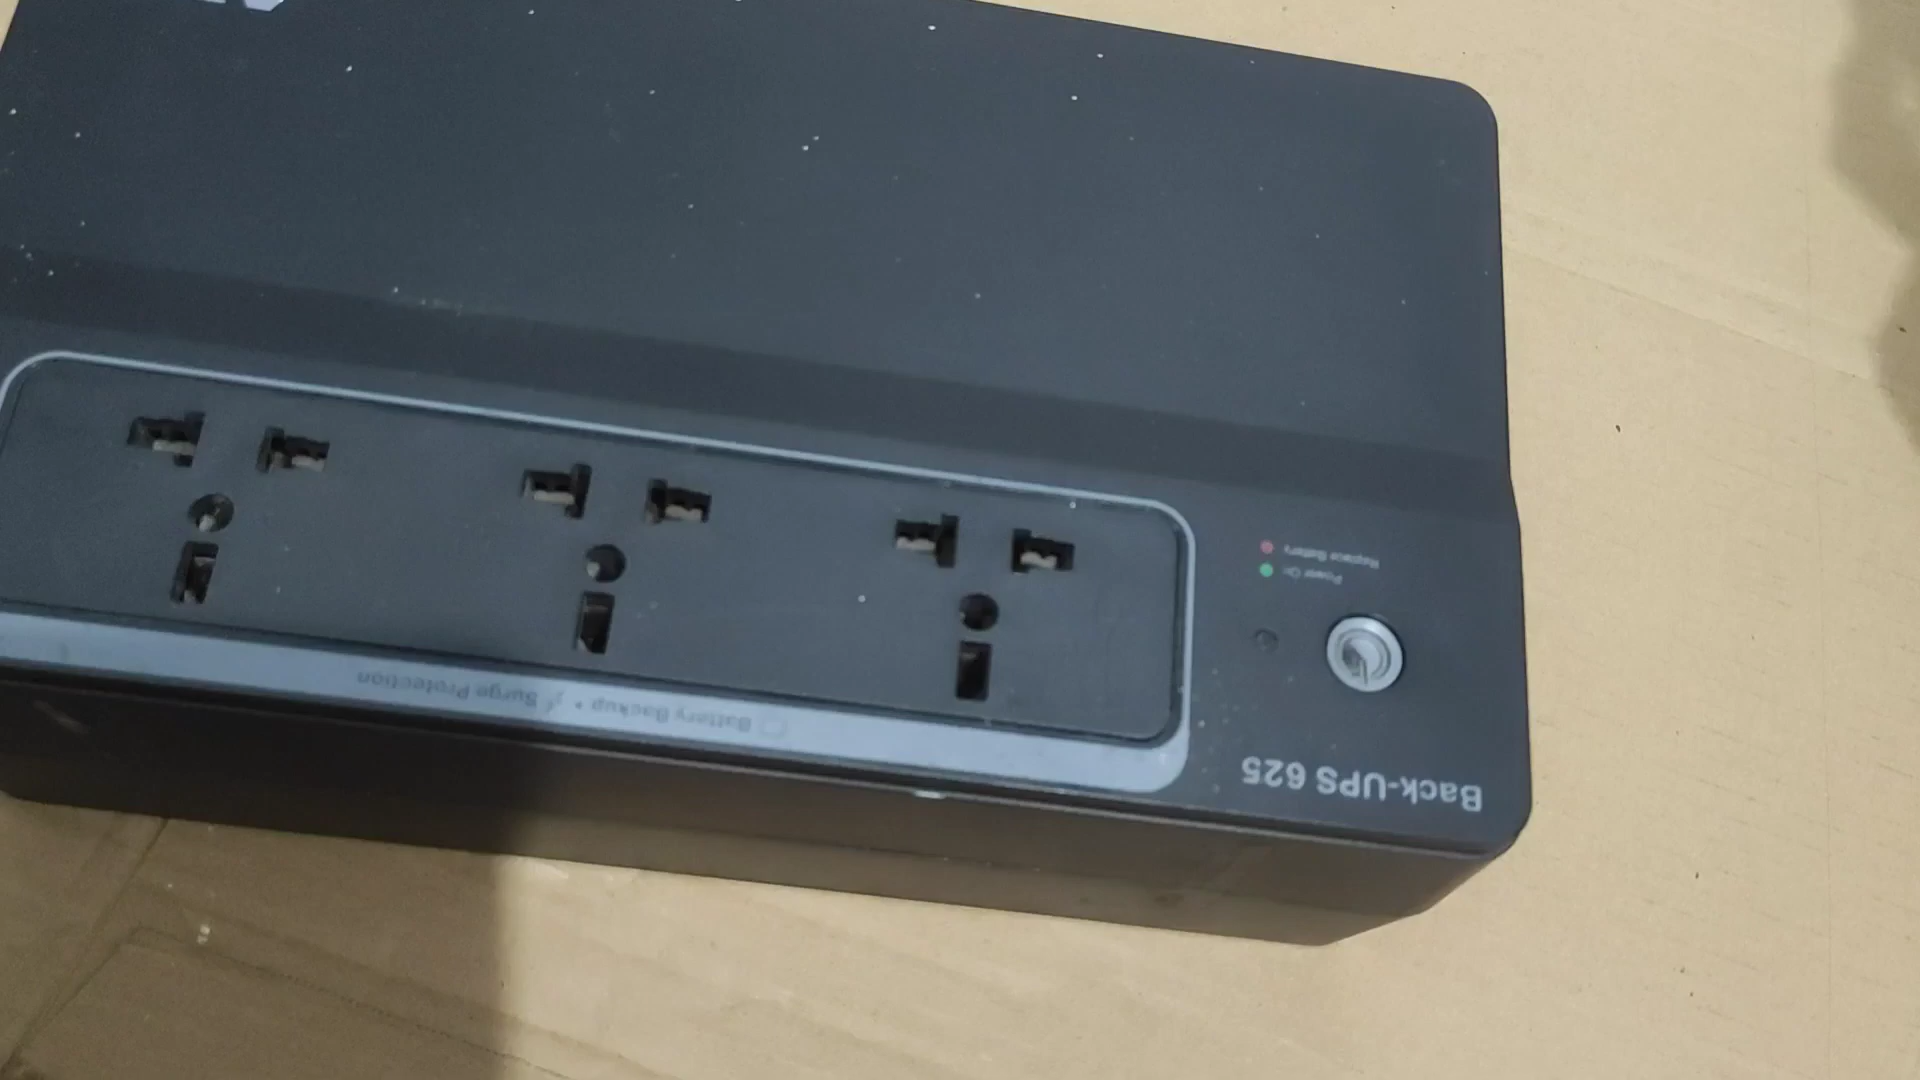 Back-UPS 625
Battery Backup + Surge Protection
Power On
Replace Battery